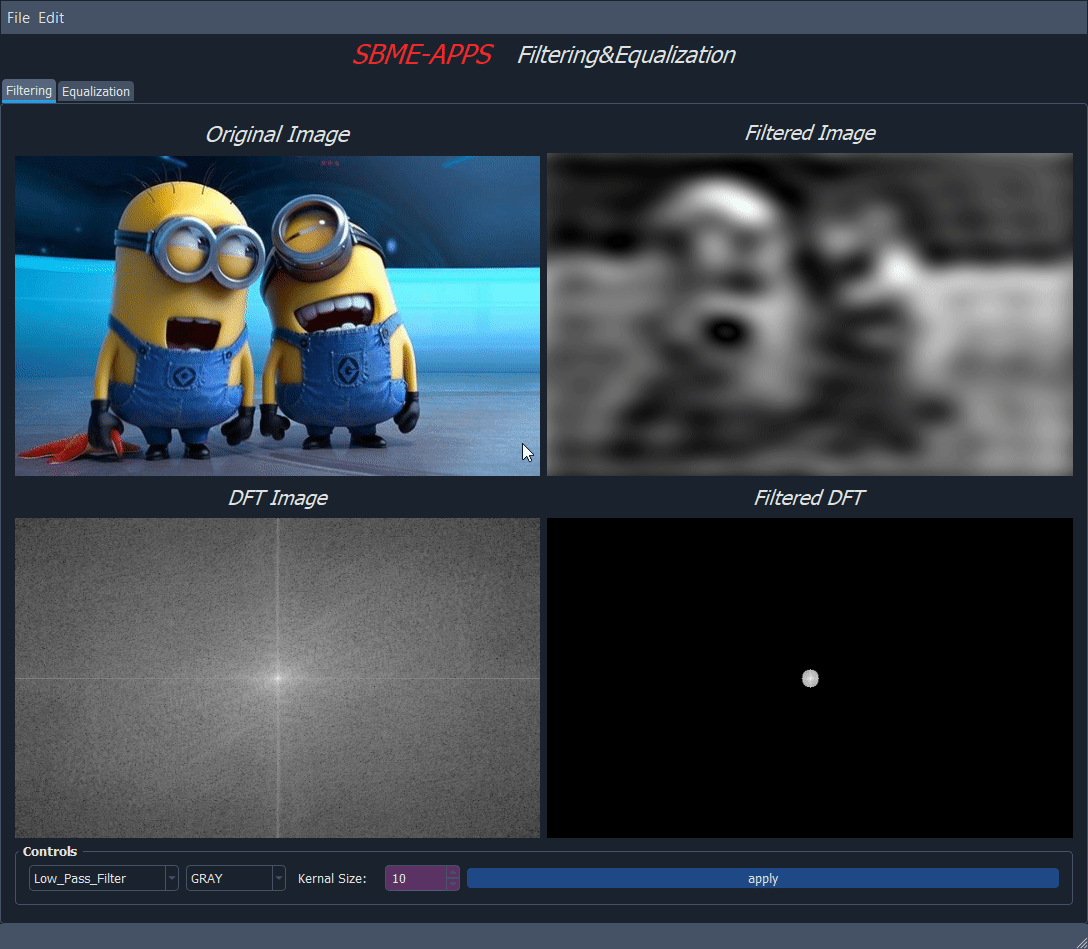 File Edit
SBME-APPS Filtering&Equalization
Filtering Equalization
Original Image Filtered Image
DFT Image Filtered DFT
Controls
Low_Pass_Filter GRAY Kernal Size: 10 apply